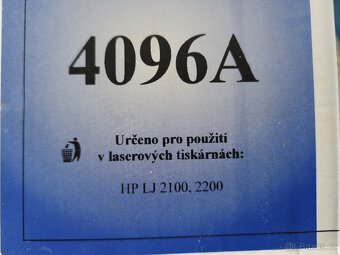 4096A
Určeno pro použití
v laserových tiskárnách:
HP LJ 2100, 2200